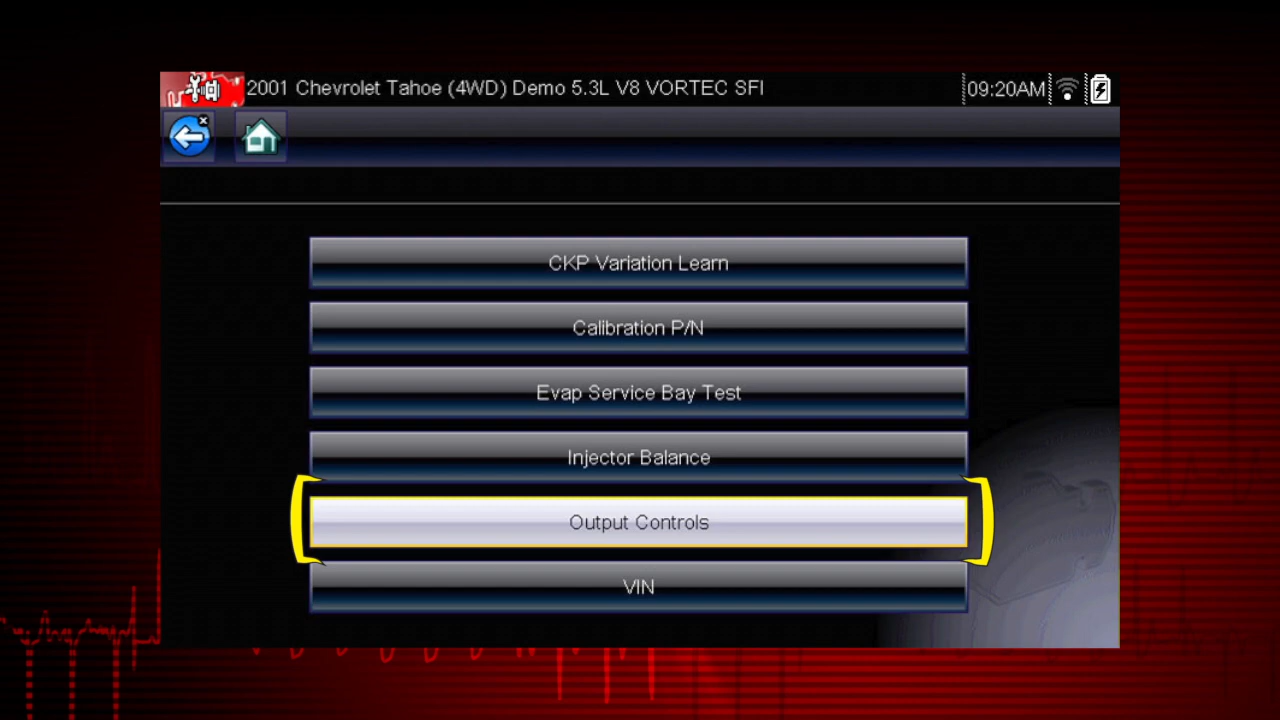 2001 Chevrolet Tahoe (4WD) Demo 5.3L V8 VORTEC SFI 09:20AM
CKP Variation Learn
Calibration P/N
Evap Service Bay Test
Injector Balance
Output Controls
VIN